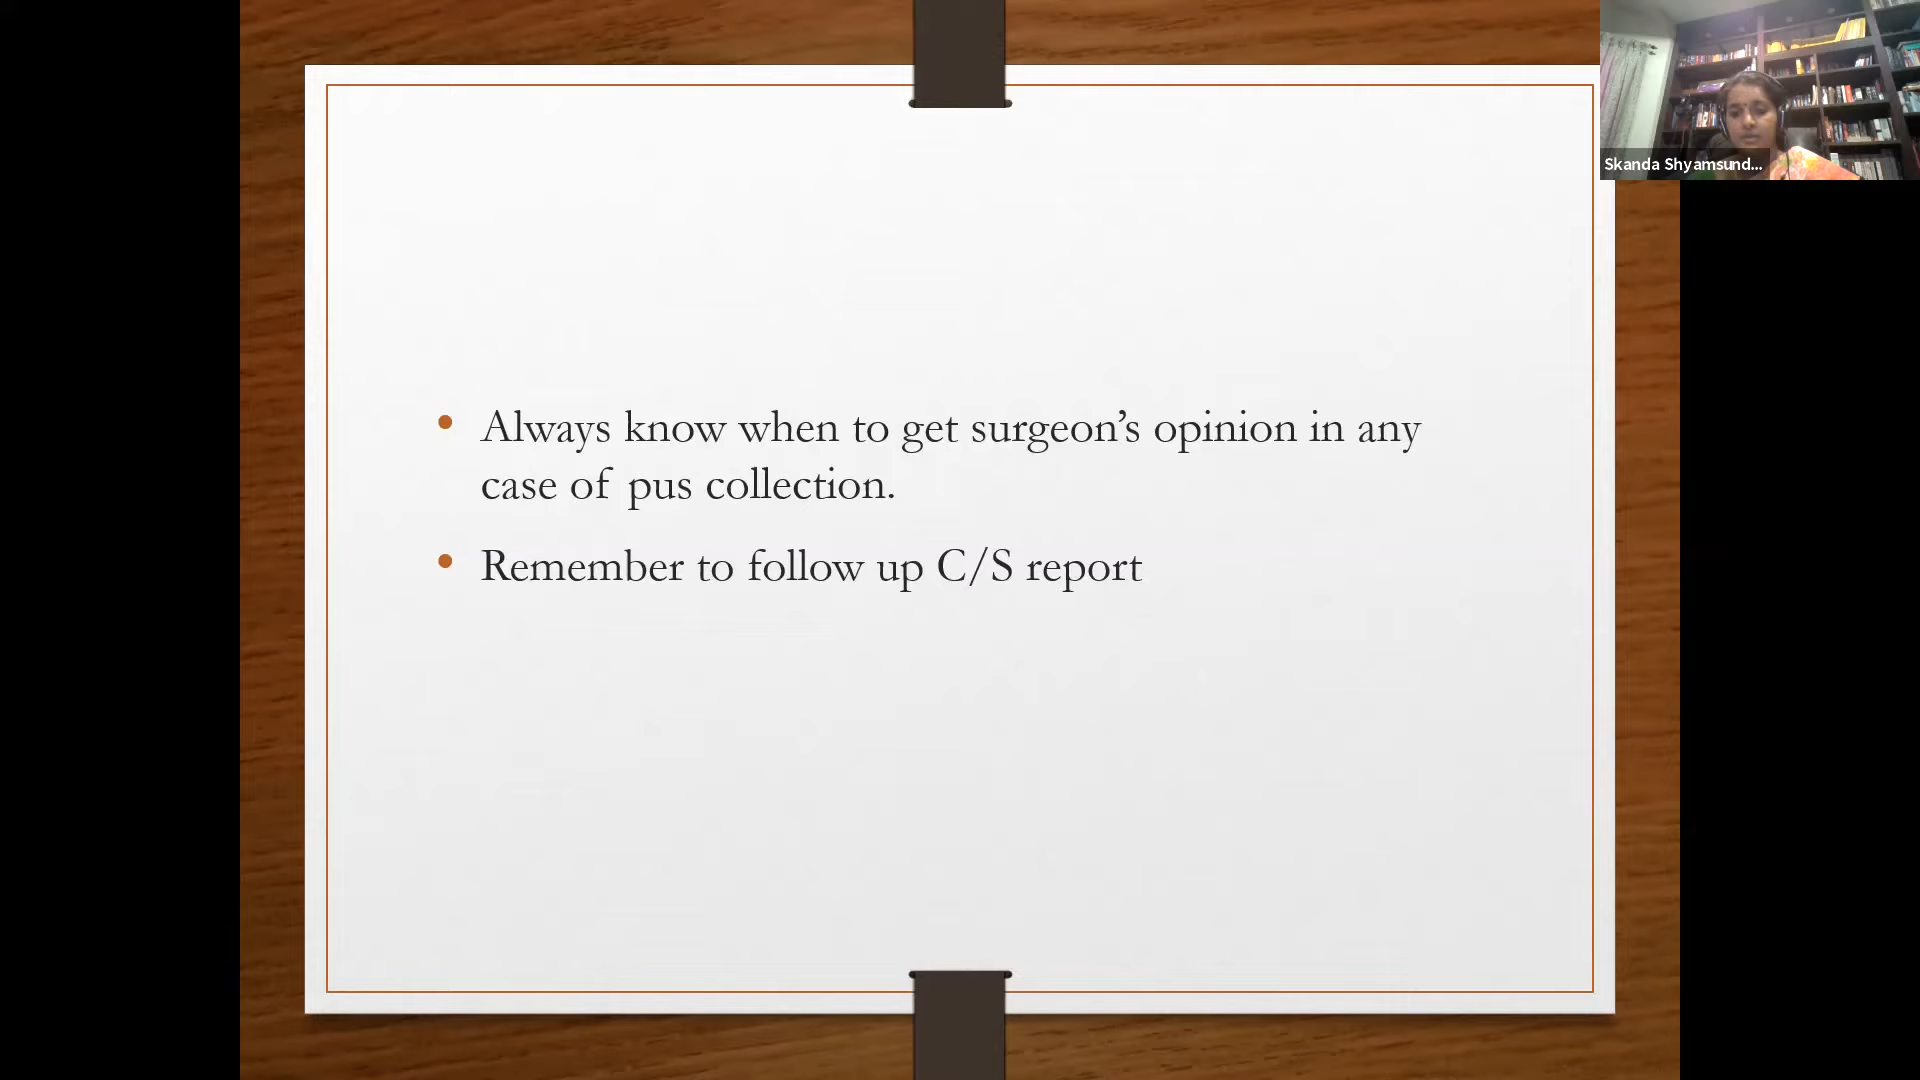 Skanda Shyamsund...
• Always know when to get surgeon’s opinion in any
case of pus collection.
• Remember to follow up C/S report